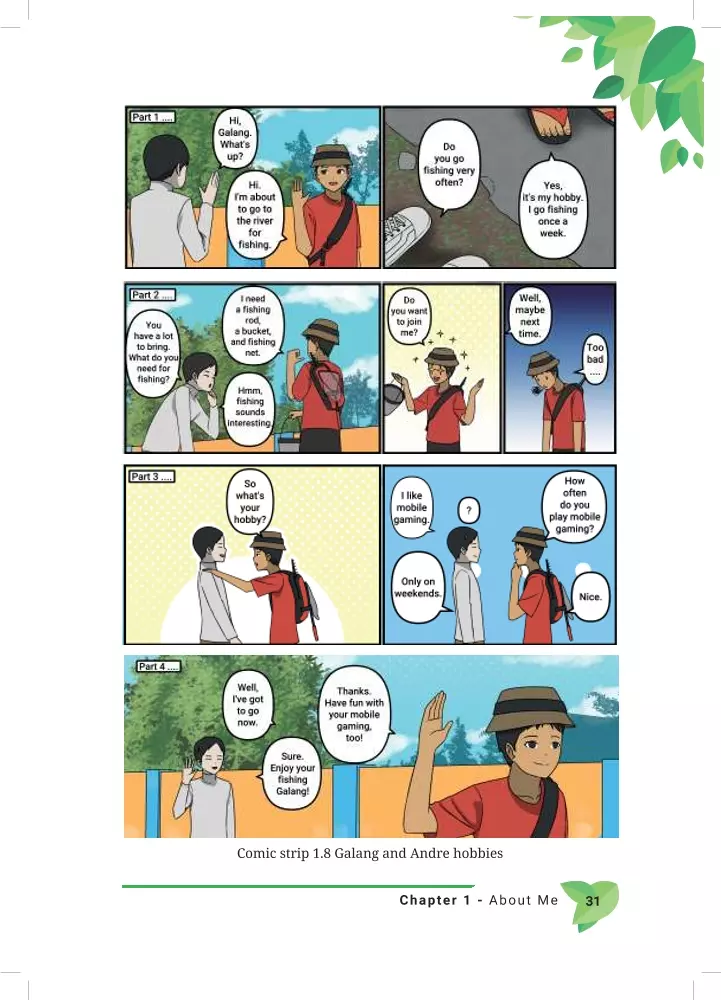 Part 1 ....
Hi,
Galang.
What's
up?
Hi.
I'm about
to go to
the river
for
fishing.
Do
you go
fishing very
often?
Yes,
it's my hobby.
I go fishing
once a
week.
Part 2 ....
You
have a lot
to bring.
What do you
need for
fishing?
I need
a fishing
rod,
a bucket,
and fishing
net.
Hmm,
fishing
sounds
interesting.
Do
you want
to join
me?
Well,
maybe
next
time.
Too
bad
....
Part 3 ....
So
what's
your
hobby?
I like
mobile
gaming.
?
How
often
do you
play mobile
gaming?
Only on
weekends.
Nice.
Part 4 ....
Well,
I've got
to go
now.
Thanks.
Have fun with
your mobile
gaming,
too!
Sure.
Enjoy your
fishing
Galang!
Comic strip 1.8 Galang and Andre hobbies
Chapter 1 - About Me
31